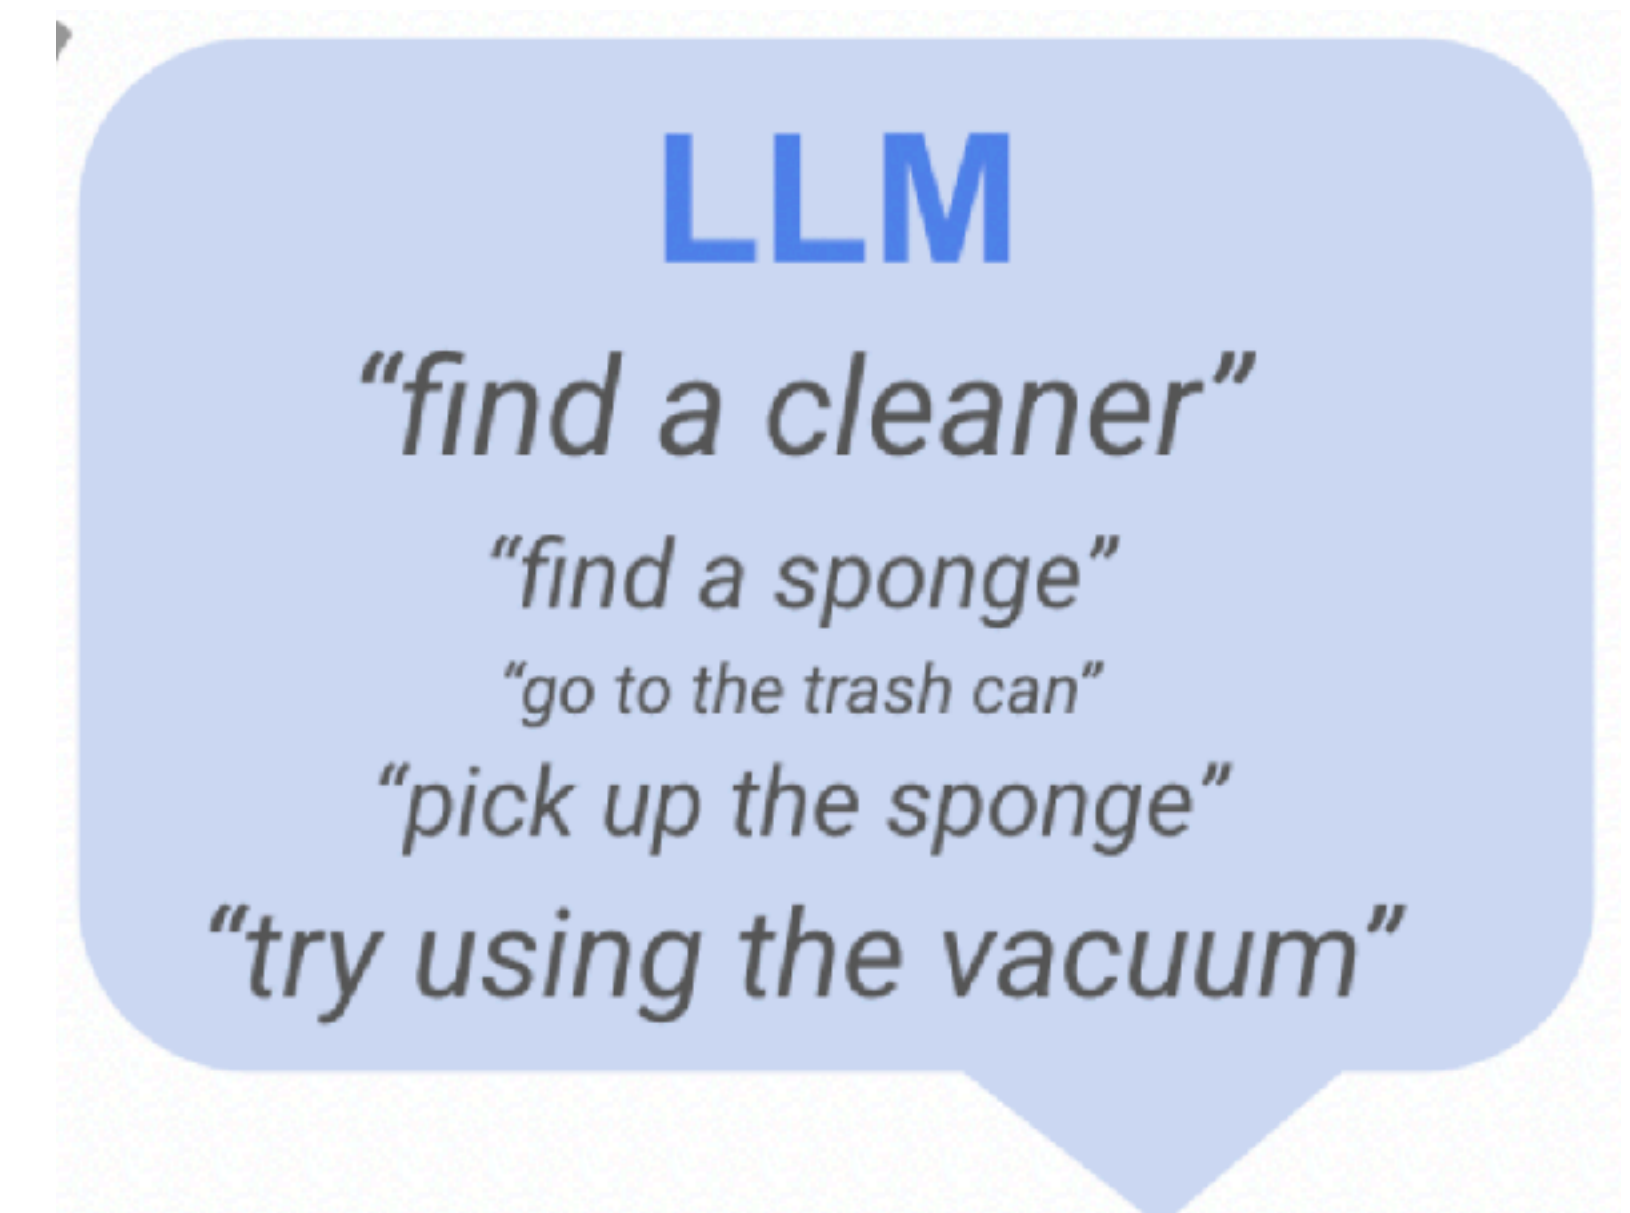 LLM
“find a cleaner”
“find a sponge”
“go to the trash can”
“pick up the sponge”
“try using the vacuum”